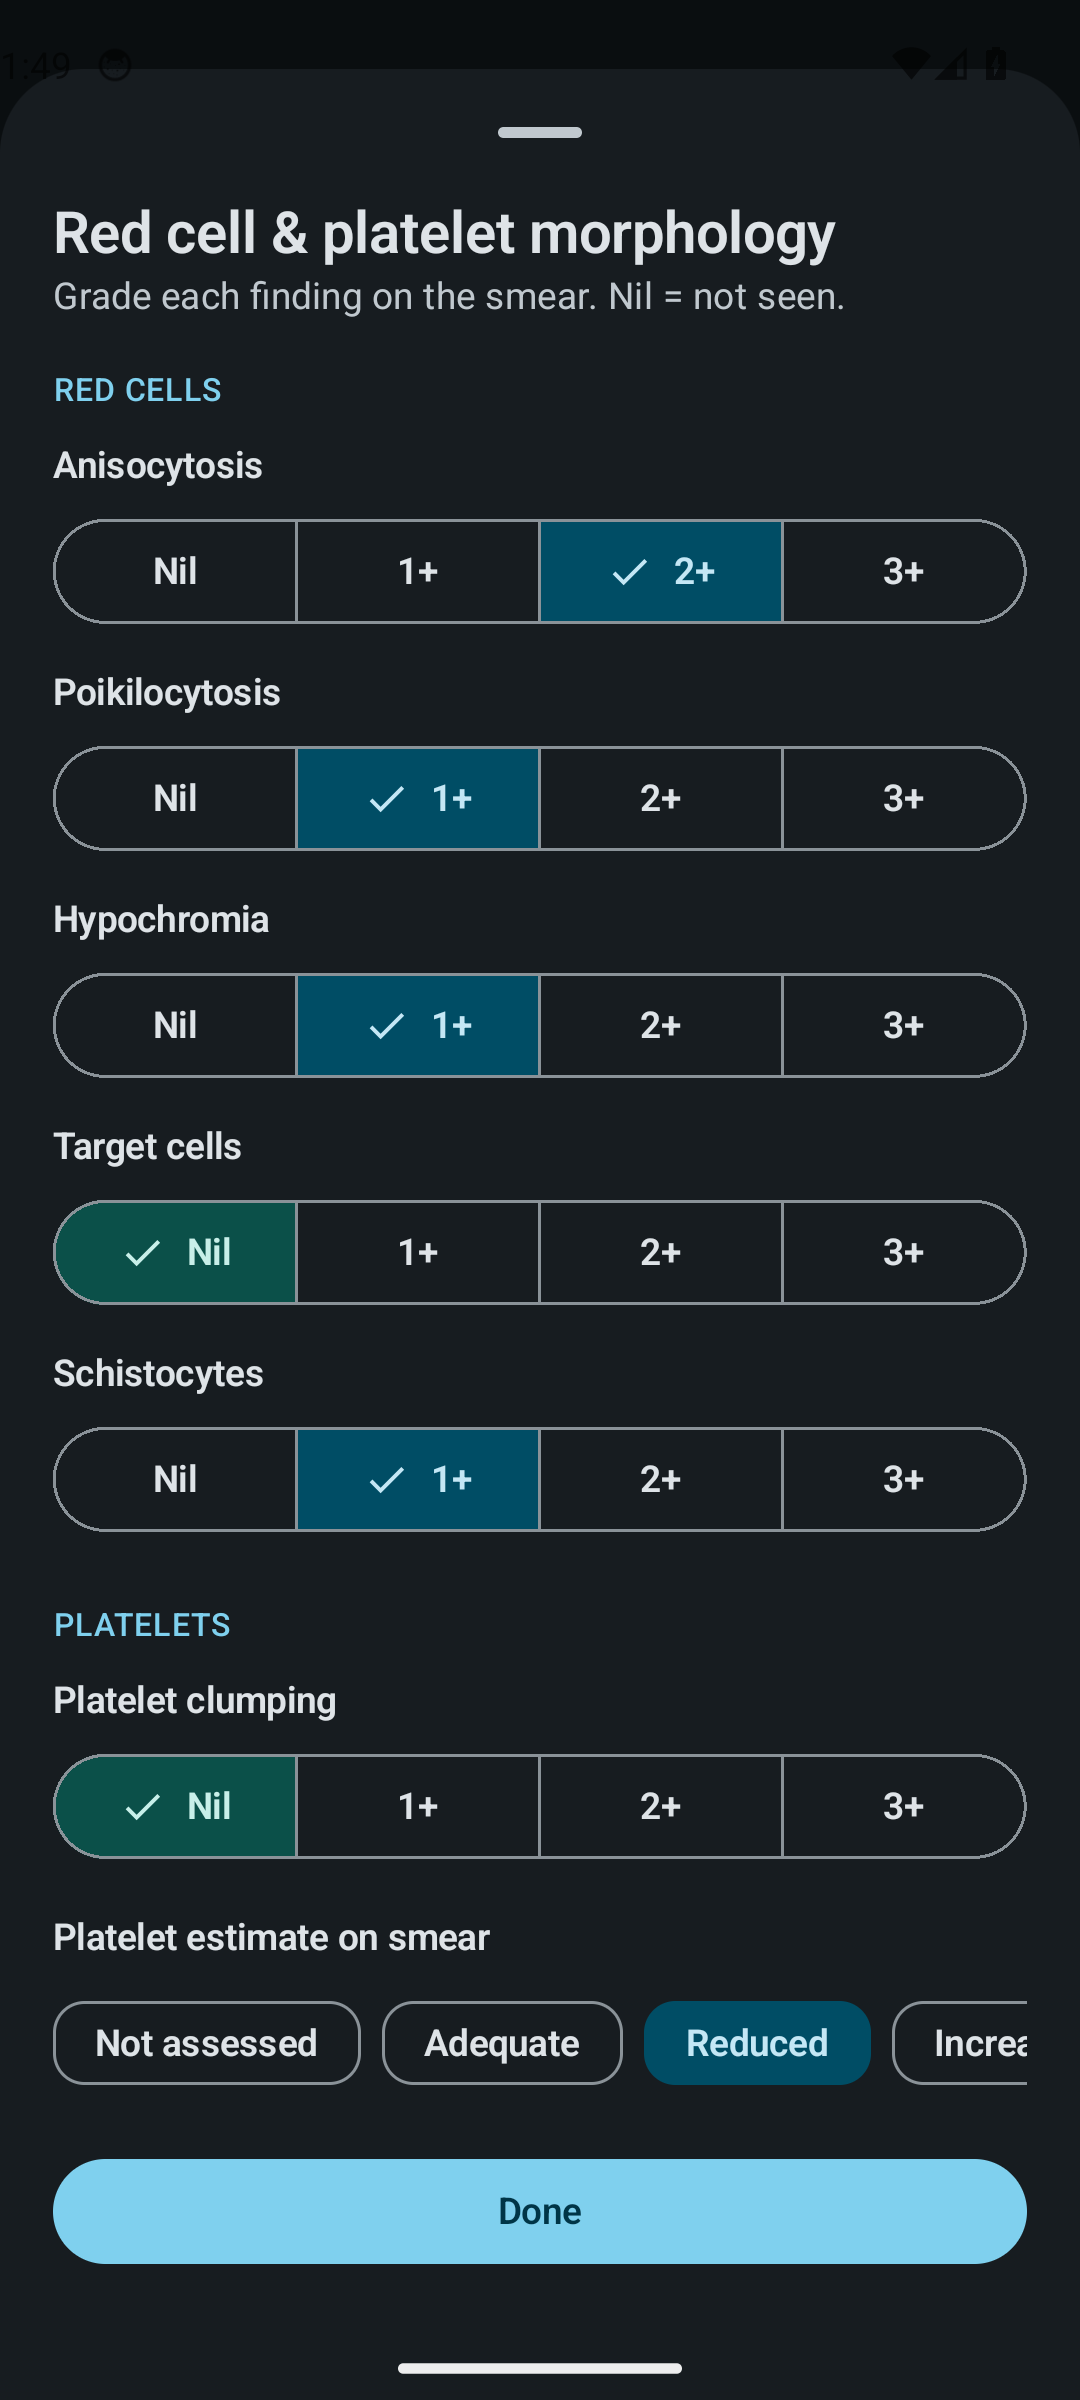 1:49
Red cell & platelet morphology
Grade each finding on the smear. Nil = not seen.
RED CELLS
Anisocytosis
Nil 1+ 2+ 3+
Poikilocytosis
Nil 1+ 2+ 3+
Hypochromia
Nil 1+ 2+ 3+
Target cells
Nil 1+ 2+ 3+
Schistocytes
Nil 1+ 2+ 3+
PLATELETS
Platelet clumping
Nil 1+ 2+ 3+
Platelet estimate on smear
Not assessed Adequate Reduced Increa
Done